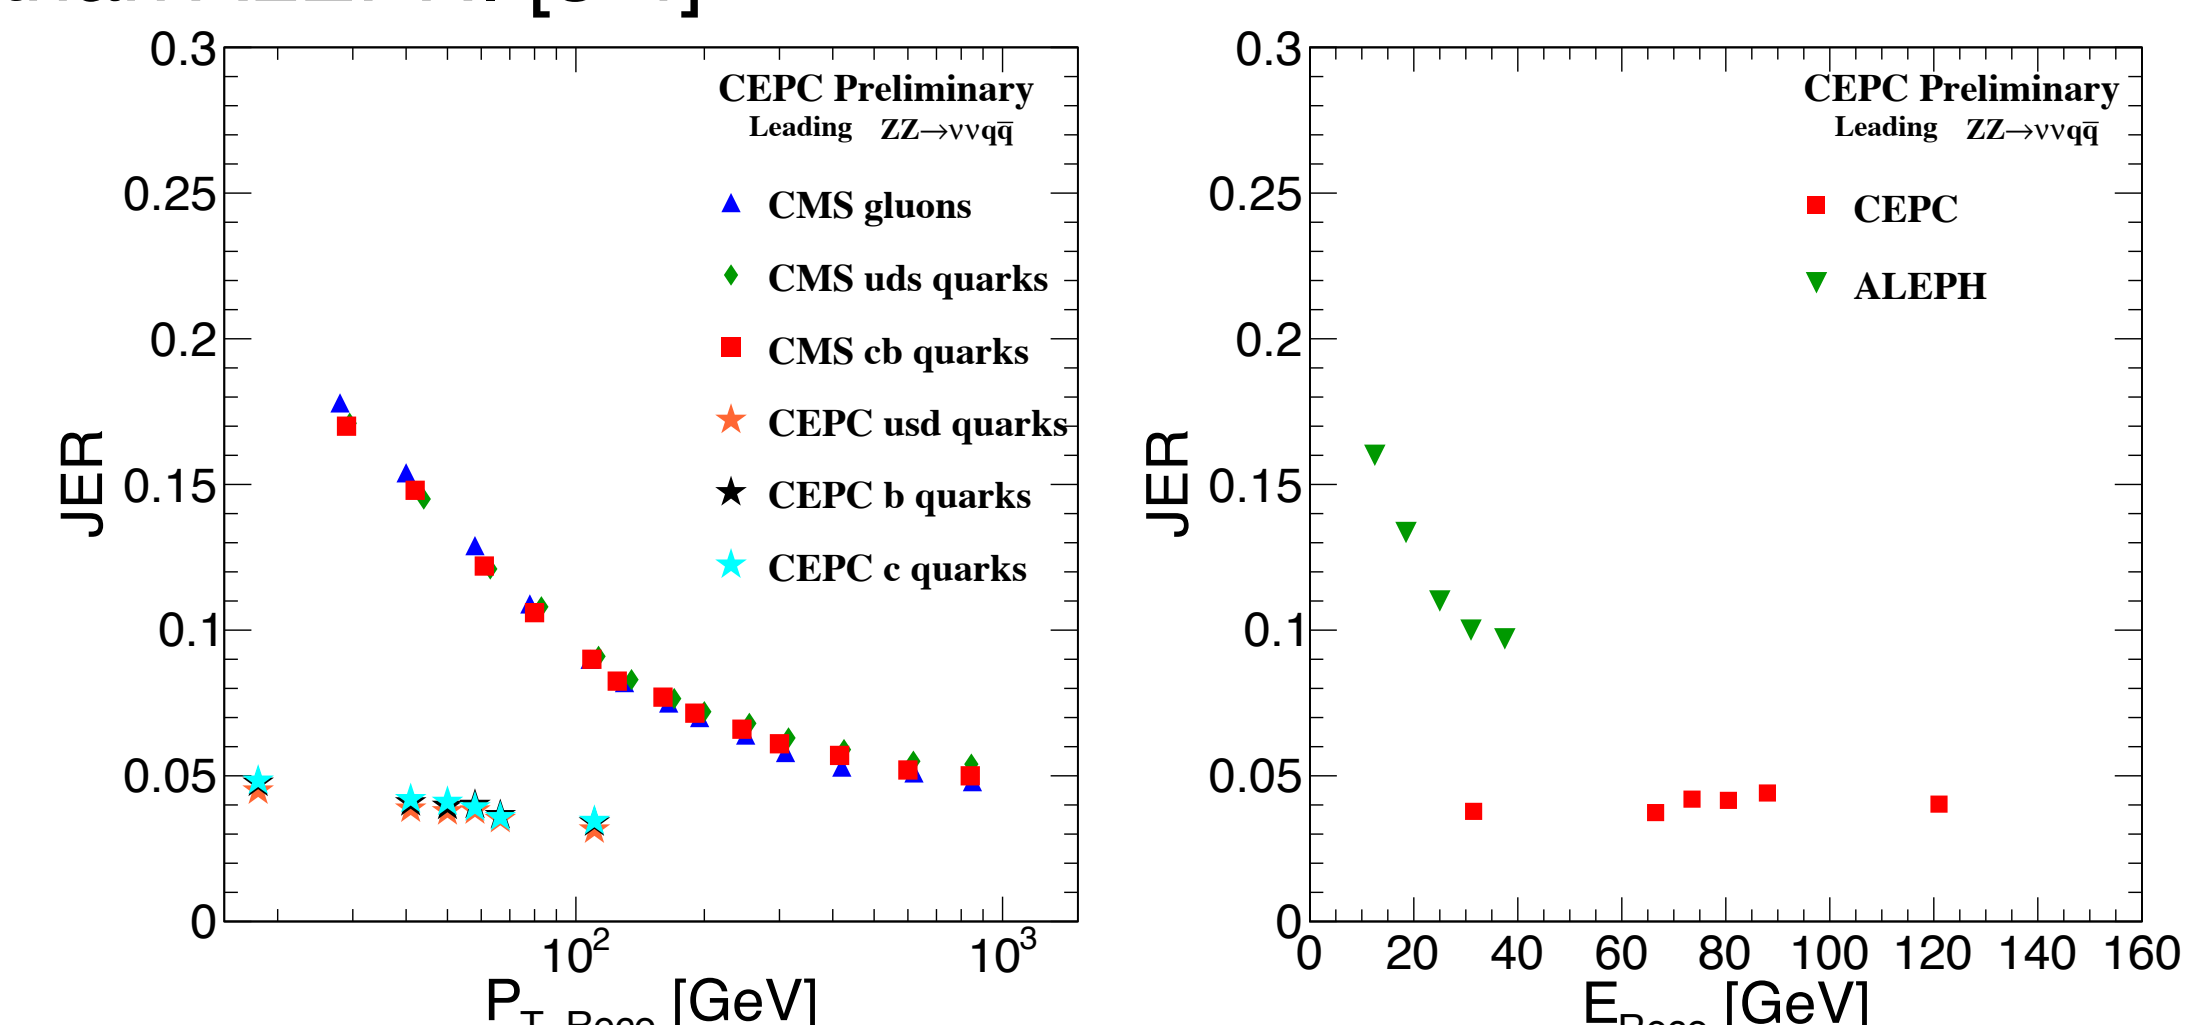 0.3
0.25
0.2
0.15
0.1
0.05
0
JER
10²
10³
P_T, Reco [GeV]
CEPC Preliminary
Leading ZZ→ννqq̅
CMS gluons
CMS uds quarks
CMS cb quarks
CEPC usd quarks
CEPC b quarks
CEPC c quarks
0.3
0.25
0.2
0.15
0.1
0.05
0
JER
0 20 40 60 80 100 120 140 160
E_Reco [GeV]
CEPC Preliminary
Leading ZZ→ννqq̅
CEPC
ALEPH